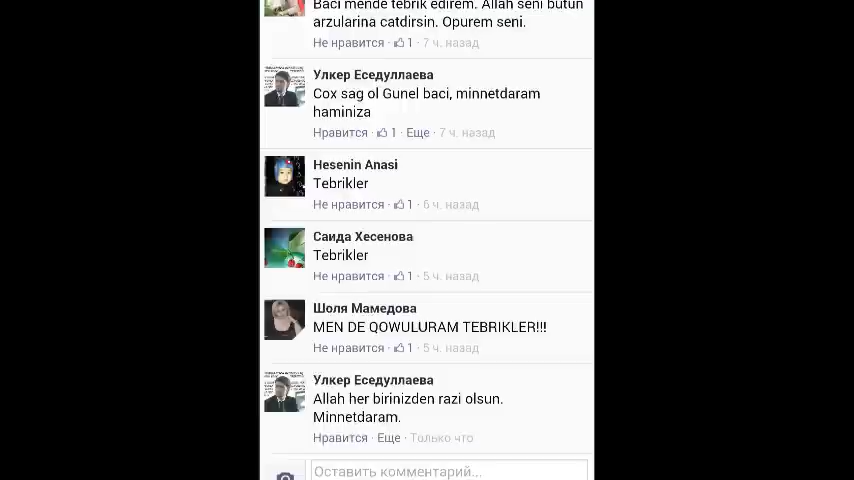 Baci mende tebrik edirem. Allah seni butun
arzularina catdirsin. Opurem seni.
Не нравится · 1 · 7 ч. назад
Улкер Еседуллаева
Cox sag ol Gunel baci, minnetdaram
haminiza
Нравится · 1 · Еще · 7 ч. назад
Hesenin Anasi
Tebrikler
Не нравится · 1 · 6 ч. назад
Саида Хесенова
Tebrikler
Не нравится · 1 · 5 ч. назад
Шоля Мамедова
MEN DE QOWULURAM TEBRIKLER!!!
Не нравится · 1 · 5 ч. назад
Улкер Еседуллаева
Allah her birinizden razi olsun.
Minnetdaram.
Нравится · Еще · Только что
Оставить комментарий...